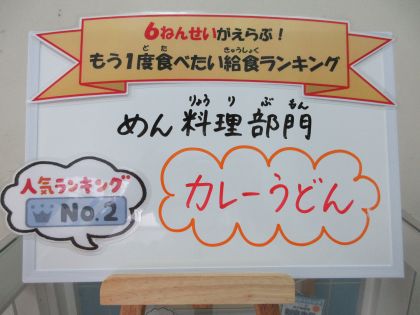 6ねんせいがえらぶ!
もう1度食べたい給食ランキング
めん料理部門
カレーうどん
人気ランキング
No.2